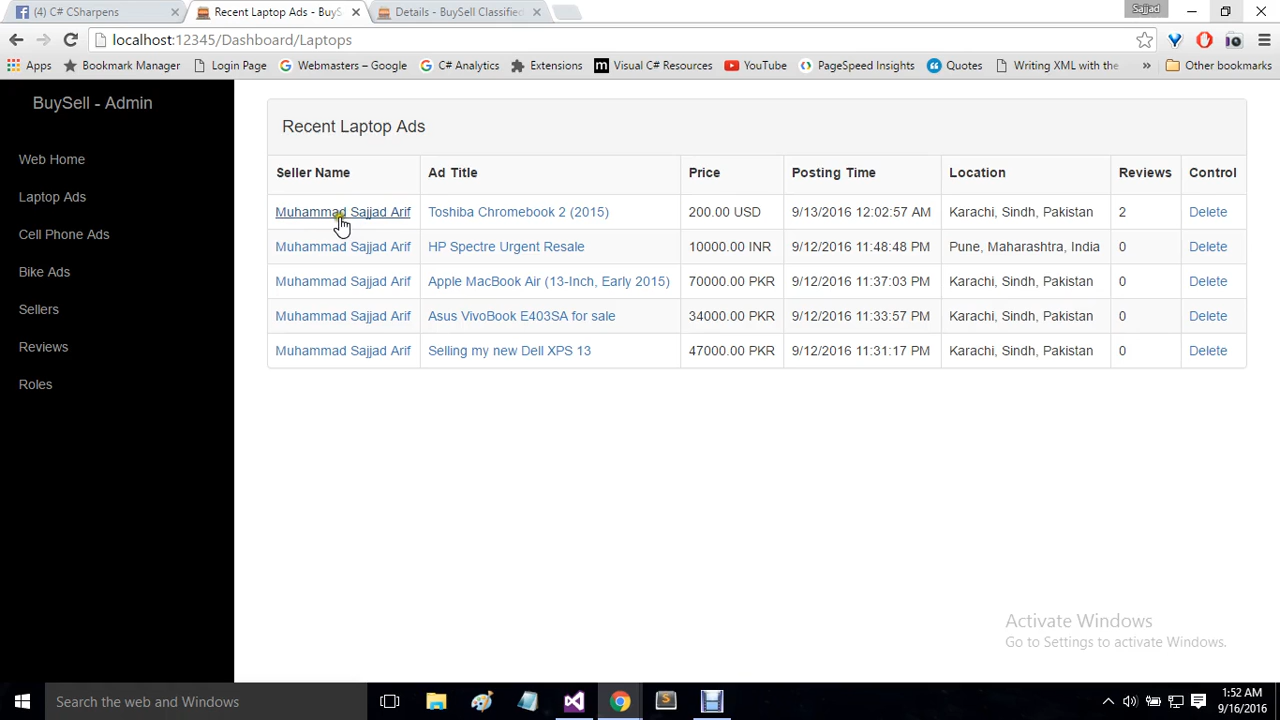 (4) C# CSharpens
Recent Laptop Ads - BuyS
Details - BuySell Classified
Sajjad
localhost:12345/Dashboard/Laptops
Apps Bookmark Manager Login Page Webmasters – Google C# Analytics Extensions Visual C# Resources YouTube PageSpeed Insights Quotes Writing XML with the » Other bookmarks
BuySell - Admin
Web Home
Laptop Ads
Cell Phone Ads
Bike Ads
Sellers
Reviews
Roles
Recent Laptop Ads
Seller Name Ad Title Price Posting Time Location Reviews Control
Muhammad Sajjad Arif Toshiba Chromebook 2 (2015) 200.00 USD 9/13/2016 12:02:57 AM Karachi, Sindh, Pakistan 2 Delete
Muhammad Sajjad Arif HP Spectre Urgent Resale 10000.00 INR 9/12/2016 11:48:48 PM Pune, Maharashtra, India 0 Delete
Muhammad Sajjad Arif Apple MacBook Air (13-Inch, Early 2015) 70000.00 PKR 9/12/2016 11:37:03 PM Karachi, Sindh, Pakistan 0 Delete
Muhammad Sajjad Arif Asus VivoBook E403SA for sale 34000.00 PKR 9/12/2016 11:33:57 PM Karachi, Sindh, Pakistan 0 Delete
Muhammad Sajjad Arif Selling my new Dell XPS 13 47000.00 PKR 9/12/2016 11:31:17 PM Karachi, Sindh, Pakistan 0 Delete
Activate Windows
Go to Settings to activate Windows.
Search the web and Windows
1:52 AM
9/16/2016